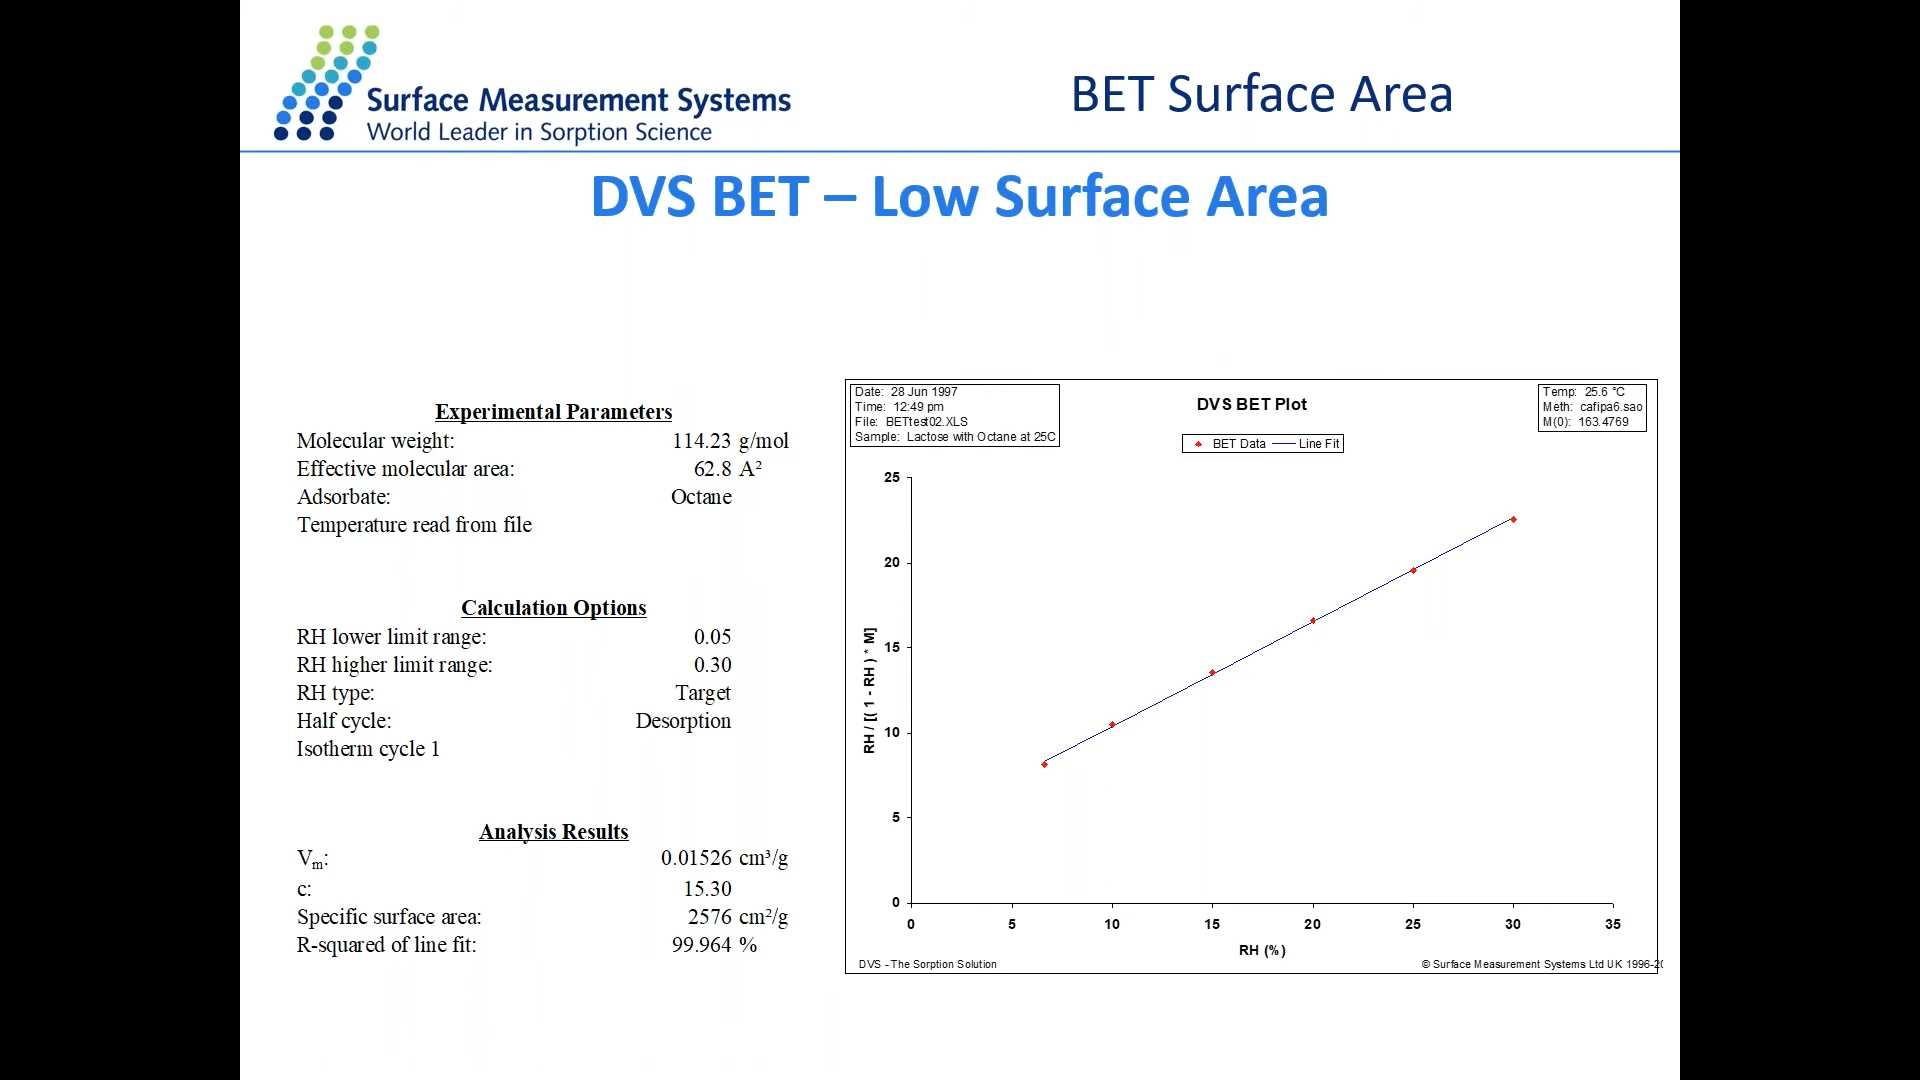 Surface Measurement Systems
World Leader in Sorption Science
BET Surface Area
DVS BET – Low Surface Area
Experimental Parameters
Molecular weight: 114.23 g/mol
Effective molecular area: 62.8 A²
Adsorbate: Octane
Temperature read from file
Calculation Options
RH lower limit range: 0.05
RH higher limit range: 0.30
RH type: Target
Half cycle: Desorption
Isotherm cycle 1
Analysis Results
Vm: 0.01526 cm³/g
c: 15.30
Specific surface area: 2576 cm²/g
R-squared of line fit: 99.964 %
Date: 28 Jun 1997
Time: 12:49 pm
File: BETtest02.XLS
Sample: Lactose with Octane at 25C
DVS BET Plot
BET Data Line Fit
Temp: 25.6 °C
Meth: cafipa6.sao
M(0): 163.4769
RH / [( 1 - RH ) * M]
25
20
15
10
5
0
0 5 10 15 20 25 30 35
RH (%)
DVS - The Sorption Solution
© Surface Measurement Systems Ltd UK 1996-20